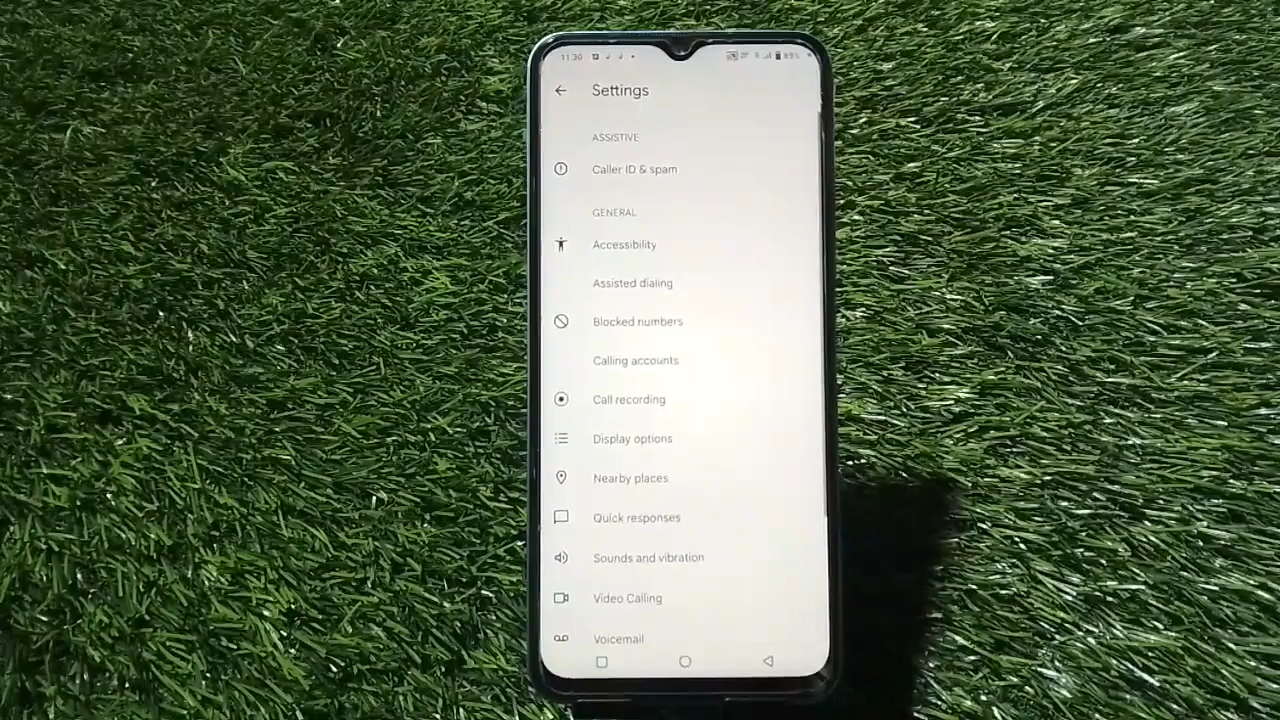 11:30 89%
Settings
ASSISTIVE
Caller ID & spam
GENERAL
Accessibility
Assisted dialing
Blocked numbers
Calling accounts
Call recording
Display options
Nearby places
Quick responses
Sounds and vibration
Video Calling
Voicemail